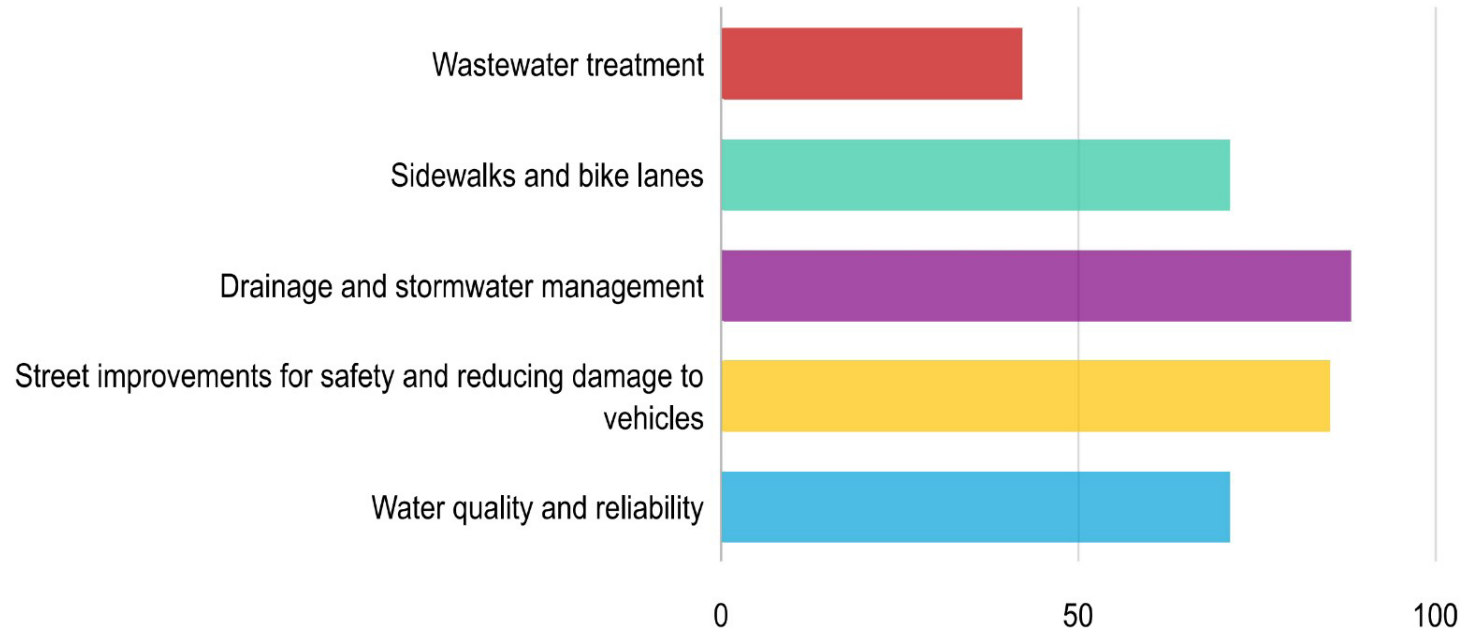 Wastewater treatment
Sidewalks and bike lanes
Drainage and stormwater management
Street improvements for safety and reducing damage to
vehicles
Water quality and reliability
0
50
100